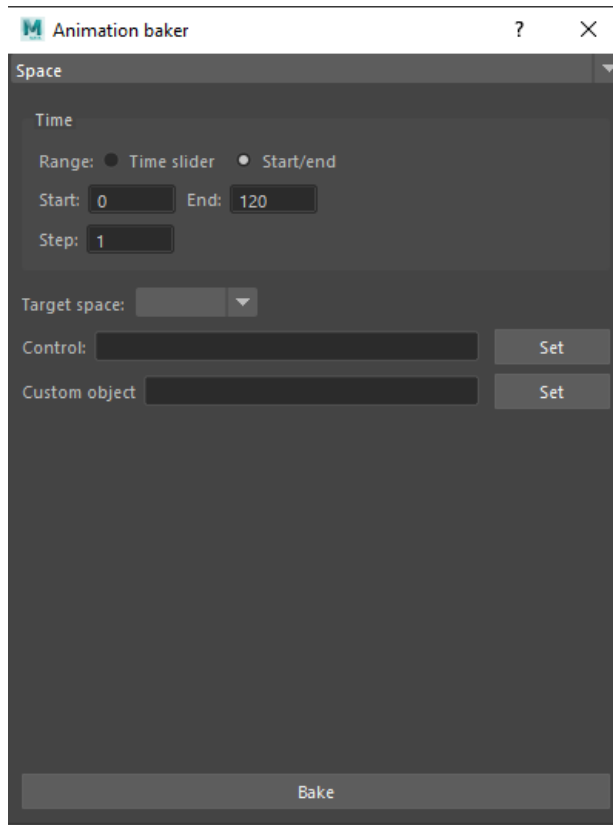 Animation baker ?
Space
Time
Range: Time slider Start/end
Start: 0 End: 120
Step: 1
Target space:
Control: Set
Custom object Set
Bake